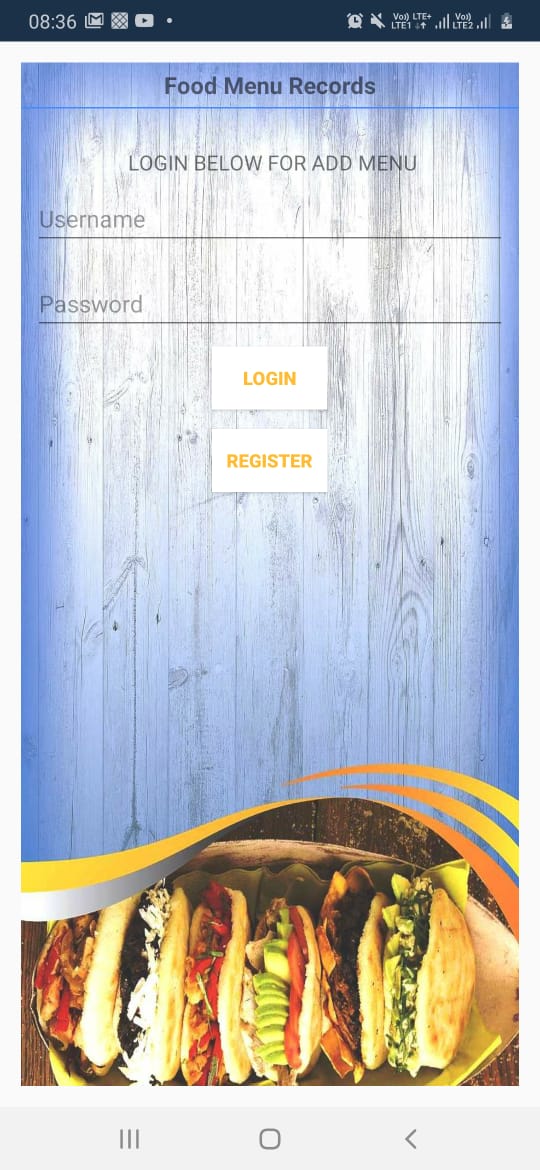 08:36
Vo) LTE+ Vo)
LTE1 ↓↑ LTE2
Food Menu Records
LOGIN BELOW FOR ADD MENU
Username
Password
LOGIN
REGISTER